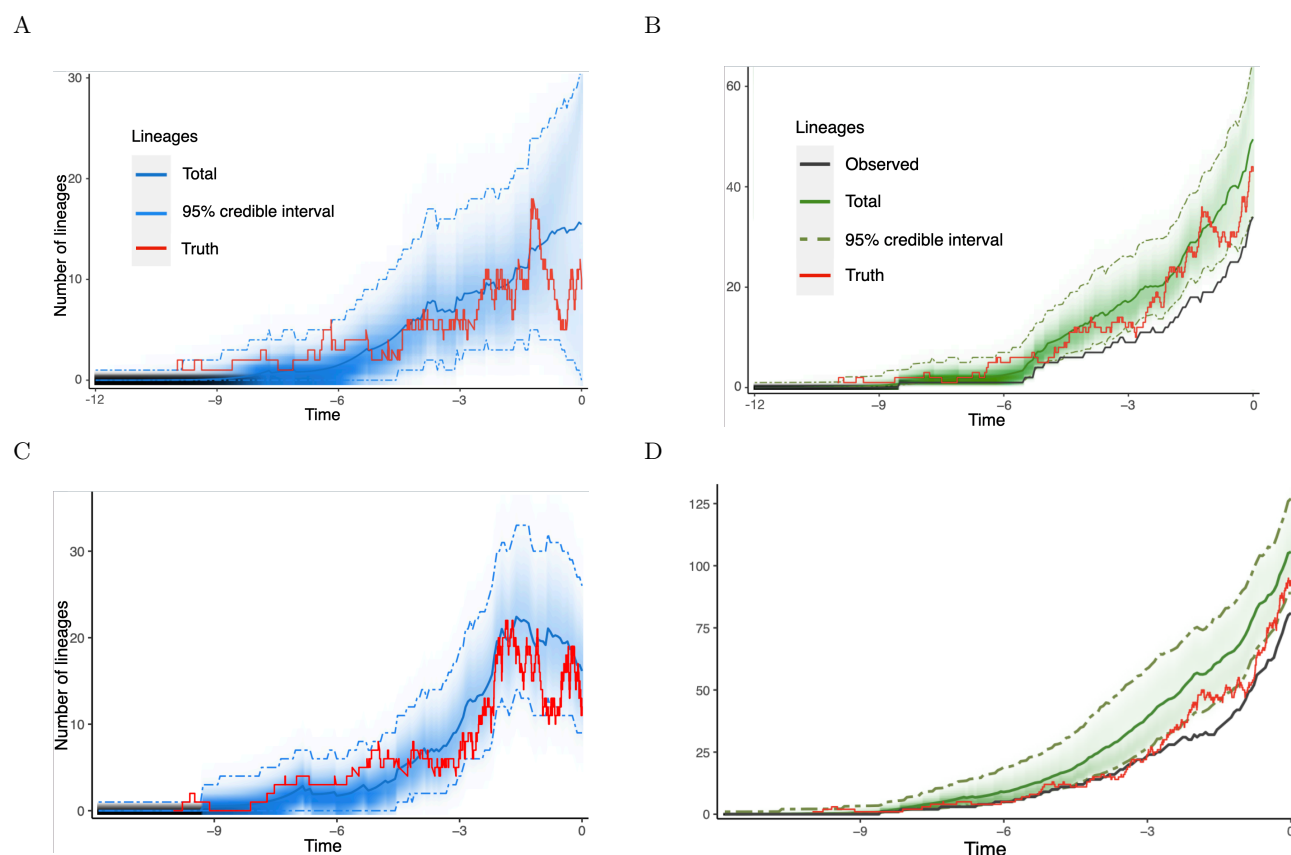 A
B
30
20
10
0
Number of lineages
Lineages
Total
95% credible interval
Truth
-12
−9
−6
−3
0
Time
60
40
20
0
Lineages
Observed
Total
95% credible interval
Truth
-12
−9
−6
−3
0
Time
C
D
30
20
10
0
Number of lineages
−9
−6
−3
0
Time
125
100
75
50
25
0
−9
−6
−3
0
Time